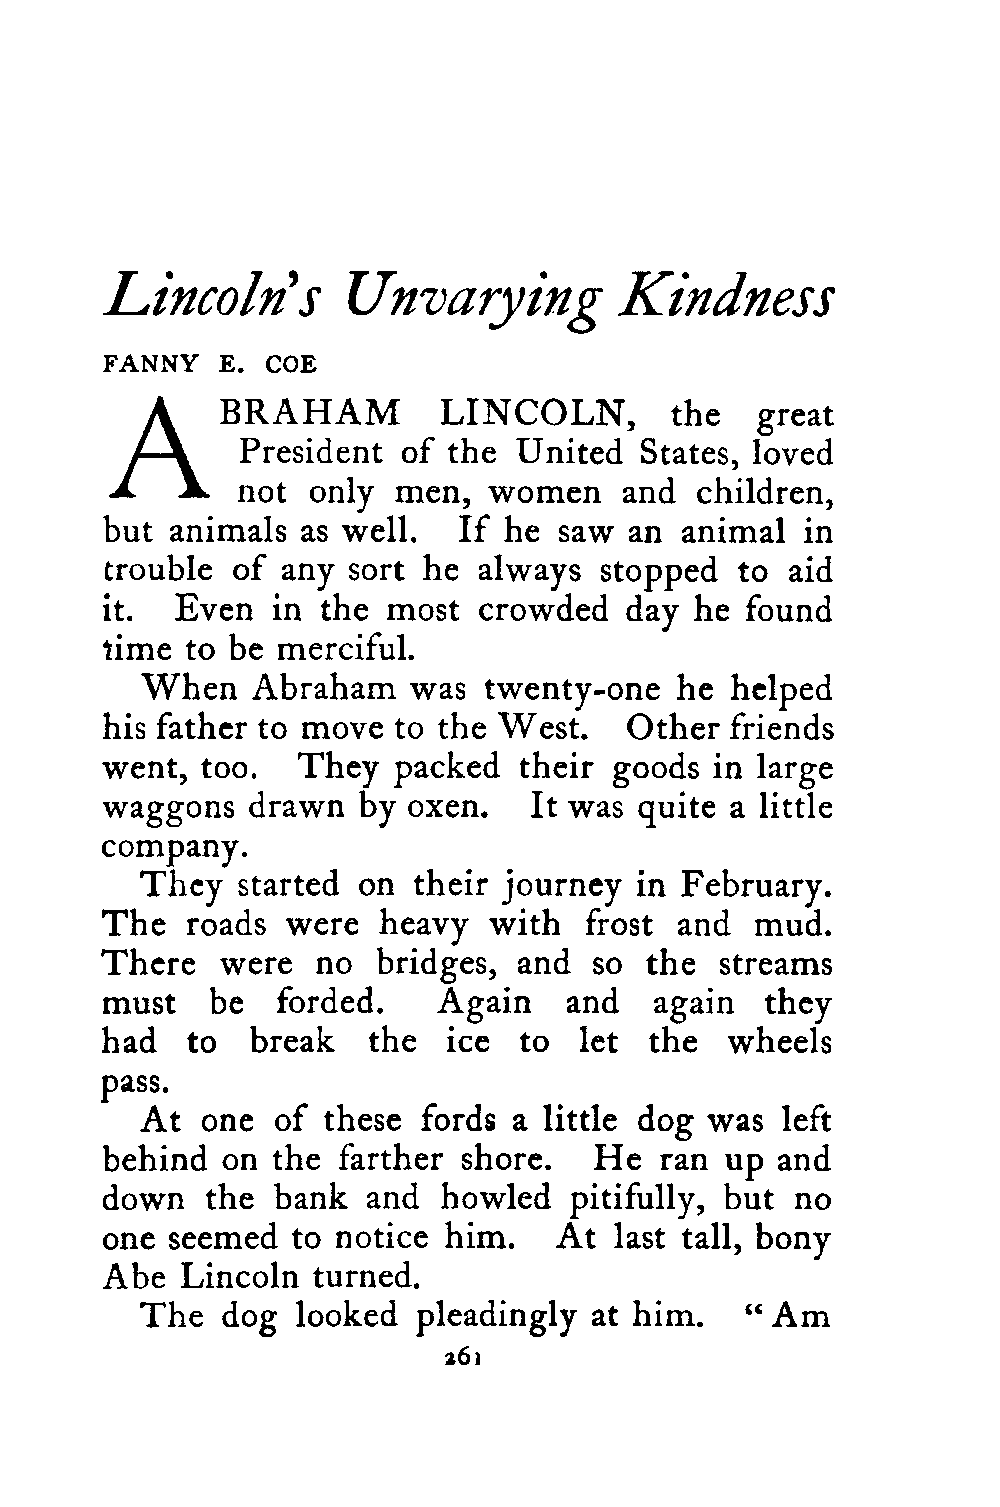 Lincoln's Unvarying Kindness
FANNY E. COE
ABRAHAM LINCOLN, the great
President of the United States, loved
not only men, women and children,
but animals as well. If he saw an animal in
trouble of any sort he always stopped to aid
it. Even in the most crowded day he found
time to be merciful.
When Abraham was twenty-one he helped
his father to move to the West. Other friends
went, too. They packed their goods in large
waggons drawn by oxen. It was quite a little
company.
They started on their journey in February.
The roads were heavy with frost and mud.
There were no bridges, and so the streams
must be forded. Again and again they
had to break the ice to let the wheels
pass.
At one of these fords a little dog was left
behind on the farther shore. He ran up and
down the bank and howled pitifully, but no
one seemed to notice him. At last tall, bony
Abe Lincoln turned.
The dog looked pleadingly at him. “Am
261